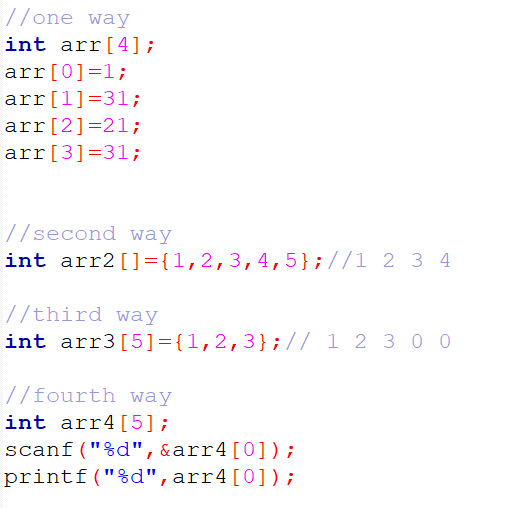 //one way
int arr[4];
arr[0]=1;
arr[1]=31;
arr[2]=21;
arr[3]=31;
//second way
int arr2[]={1,2,3,4,5};//1 2 3 4
//third way
int arr3[5]={1,2,3};// 1 2 3 0 0
//fourth way
int arr4[5];
scanf("%d",&arr4[0]);
printf("%d",arr4[0]);